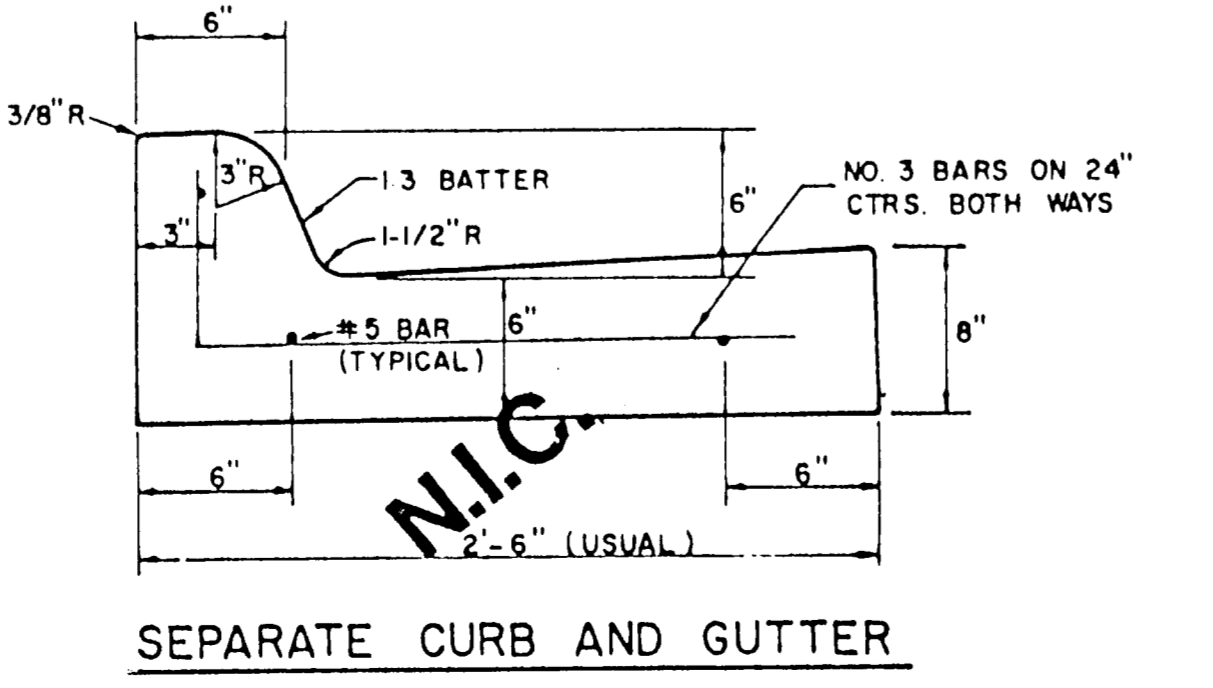 6"
3/8" R
3" R
1:3 BATTER
NO. 3 BARS ON 24"
CTRS. BOTH WAYS
6"
3"
1-1/2" R
6"
#5 BAR
(TYPICAL)
8"
N.I.C.
6"
6"
2'-6" (USUAL)
SEPARATE CURB AND GUTTER